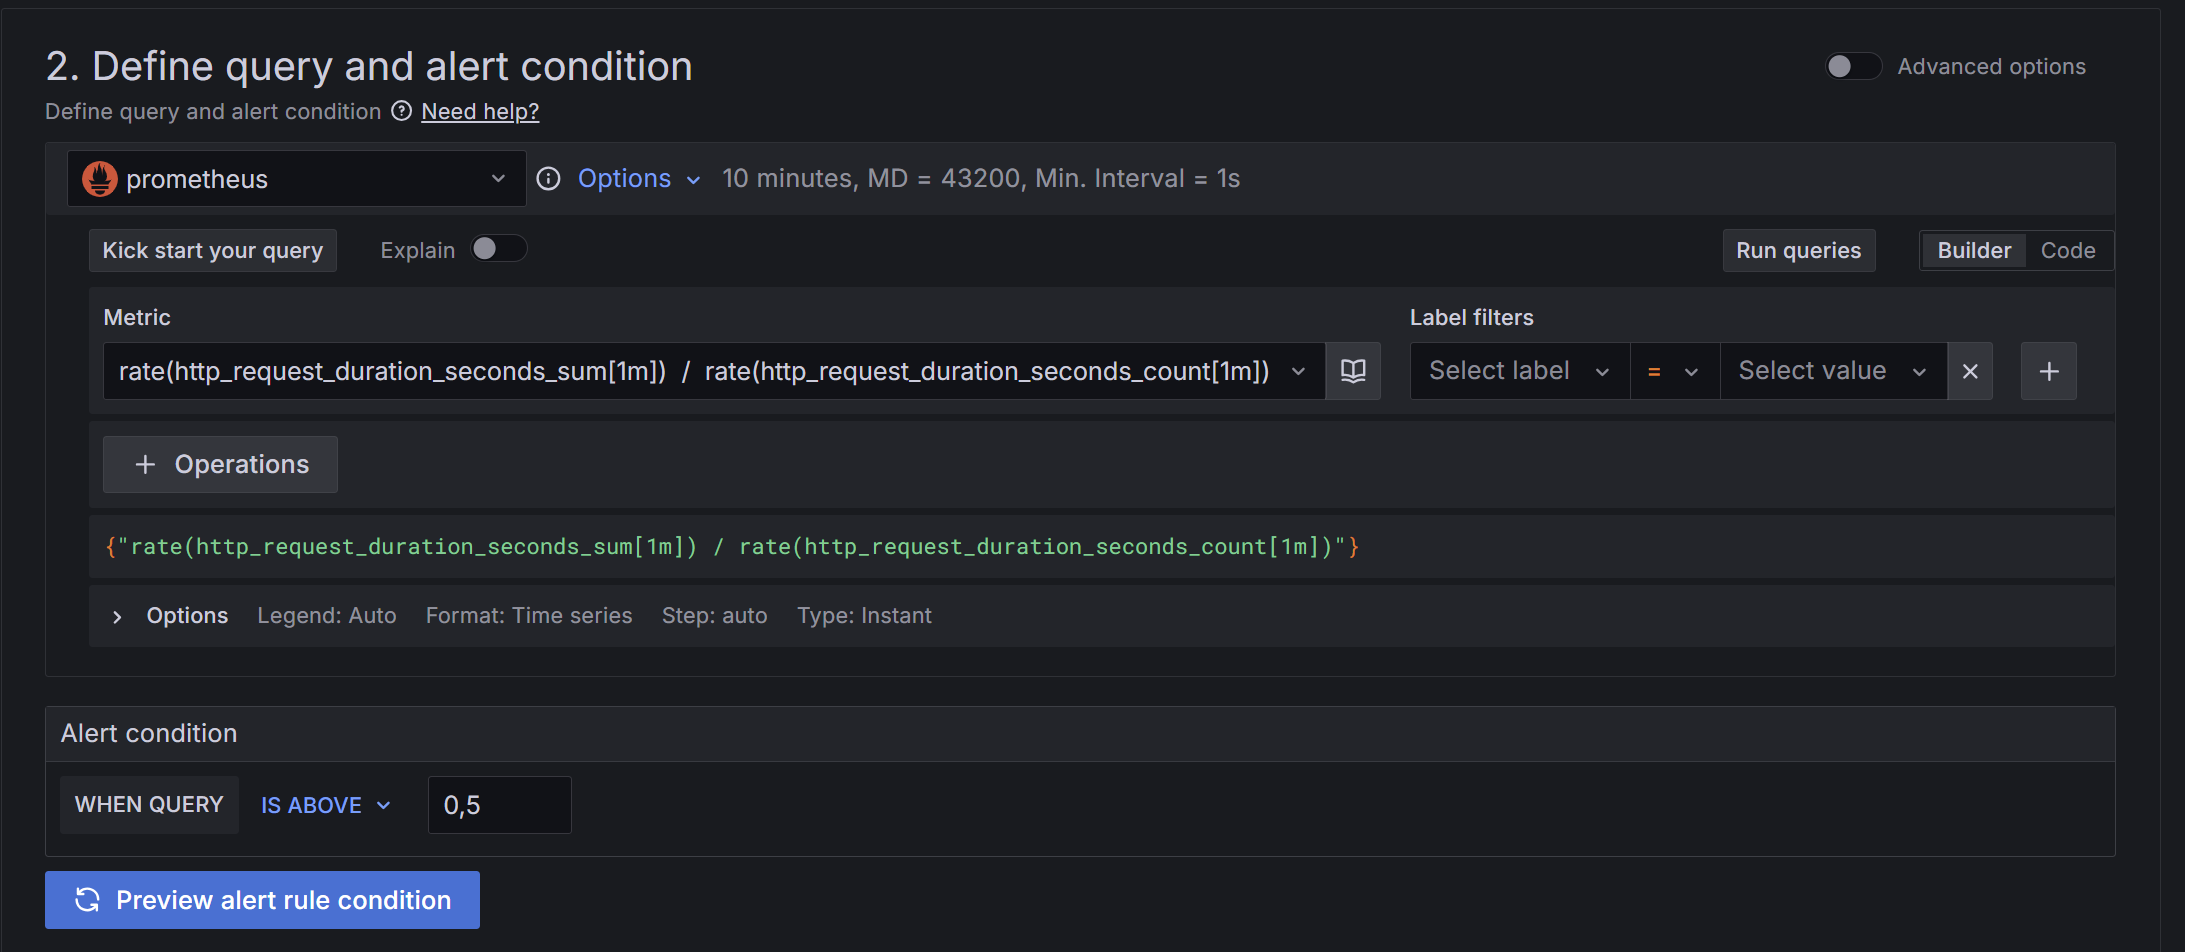 2. Define query and alert condition
Advanced options
Define query and alert condition Need help?
prometheus Options 10 minutes, MD = 43200, Min. Interval = 1s
Kick start your query Explain Run queries Builder Code
Metric Label filters
rate(http_request_duration_seconds_sum[1m]) / rate(http_request_duration_seconds_count[1m]) Select label = Select value
+ Operations
{"rate(http_request_duration_seconds_sum[1m]) / rate(http_request_duration_seconds_count[1m])"}
Options Legend: Auto Format: Time series Step: auto Type: Instant
Alert condition
WHEN QUERY IS ABOVE 0,5
Preview alert rule condition